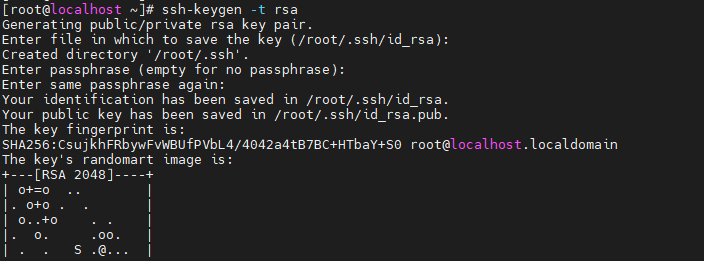 [root@localhost ~]# ssh-keygen -t rsa
Generating public/private rsa key pair.
Enter file in which to save the key (/root/.ssh/id_rsa):
Created directory '/root/.ssh'.
Enter passphrase (empty for no passphrase):
Enter same passphrase again:
Your identification has been saved in /root/.ssh/id_rsa.
Your public key has been saved in /root/.ssh/id_rsa.pub.
The key fingerprint is:
SHA256:CsujkhFRbywFvWBUfPVbL4/4042a4tB7BC+HTbaY+S0 root@localhost.localdomain
The key's randomart image is:
+---[RSA 2048]----+
| o+=o  ..        |
|. o+o .  .       |
| o..+o    . .    |
|.  o.     .oo.   |
| .  .   S .@...  |